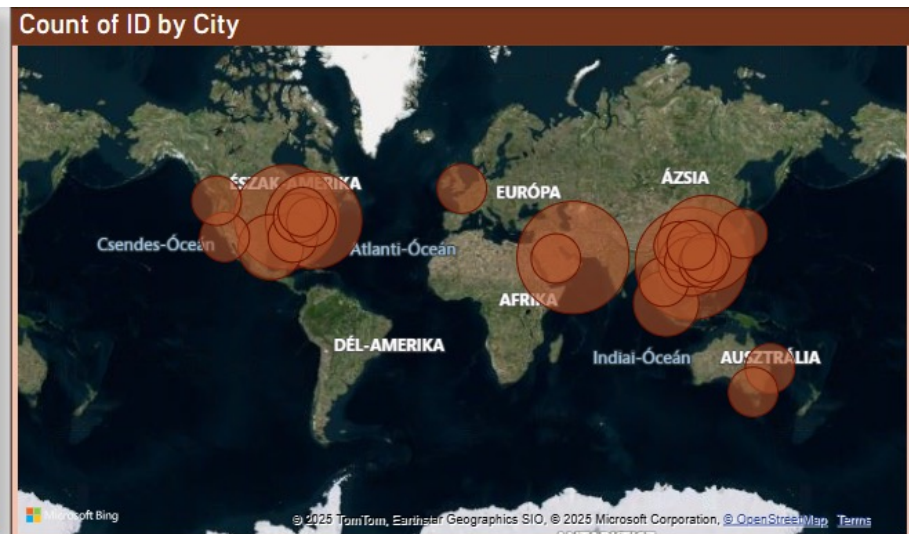 Count of ID by City
ÉSZAK-AMERIKA
EURÓPA
ÁZSIA
Csendes-Óceán
Atlanti-Óceán
AFRIKA
DÉL-AMERIKA
Indiai-Óceán
AUSZTRÁLIA
Microsoft Bing
© 2025 TomTom, Earthstar Geographics SIO, © 2025 Microsoft Corporation, © OpenStreetMap Terms